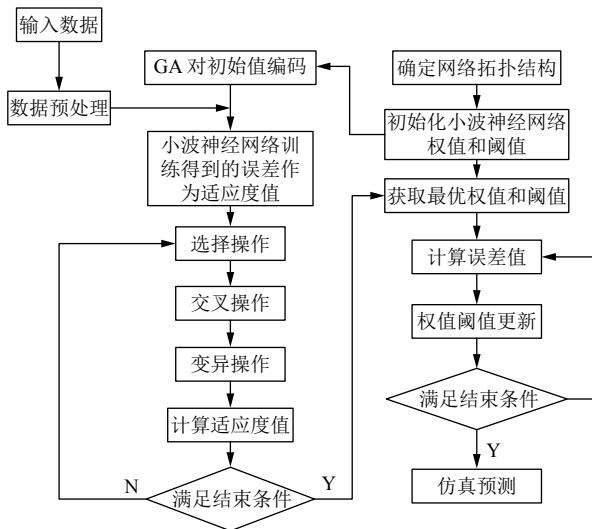 输入数据
数据预处理
GA 对初始值编码
小波神经网络训
练得到的误差作
为适应度值
选择操作
交叉操作
变异操作
计算适应度值
满足结束条件
N
Y
确定网络拓扑结构
初始化小波神经网络
权值和阈值
获取最优权值和阈值
计算误差值
权值阈值更新
满足结束条件
Y
仿真预测